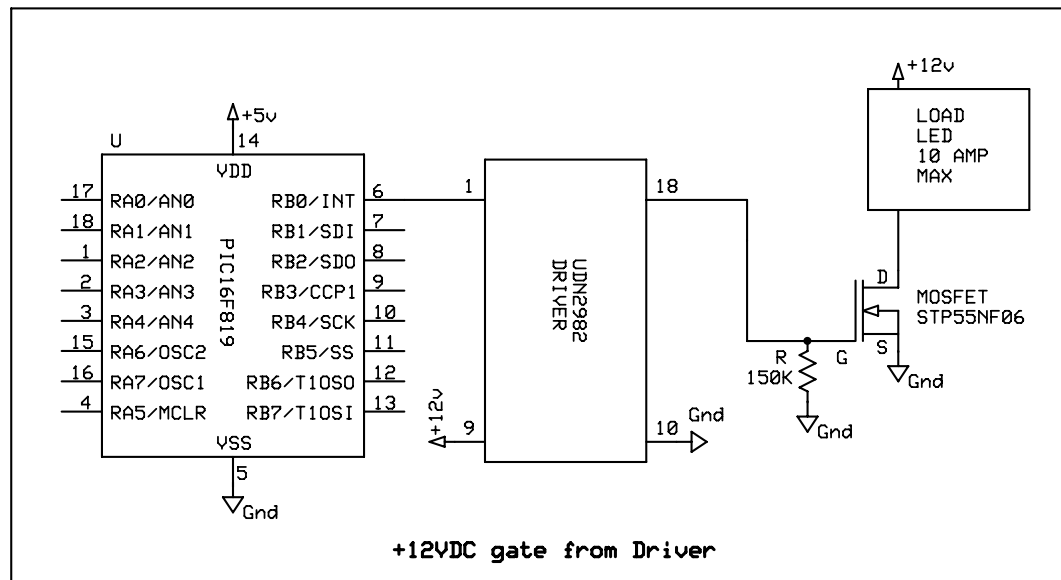 +12v
LOAD
LED
10 AMP
MAX
+5v
U
14
VDD
17 RA0/AN0 RB0/INT 6
18 RA1/AN1 RB1/SDI 7
1 RA2/AN2 RB2/SDO 8
2 RA3/AN3 RB3/CCP1 9
3 RA4/AN4 RB4/SCK 10
15 RA6/OSC2 RB5/SS 11
16 RA7/OSC1 RB6/T1OSO 12
4 RA5/MCLR RB7/T1OSI 13
PIC16F819
VSS
5
Gnd
1
18
UDN2982
DRIVER
+12v
9
10
Gnd
R
150K
Gnd
G
D
S
MOSFET
STP55NF06
Gnd
+12VDC gate from Driver